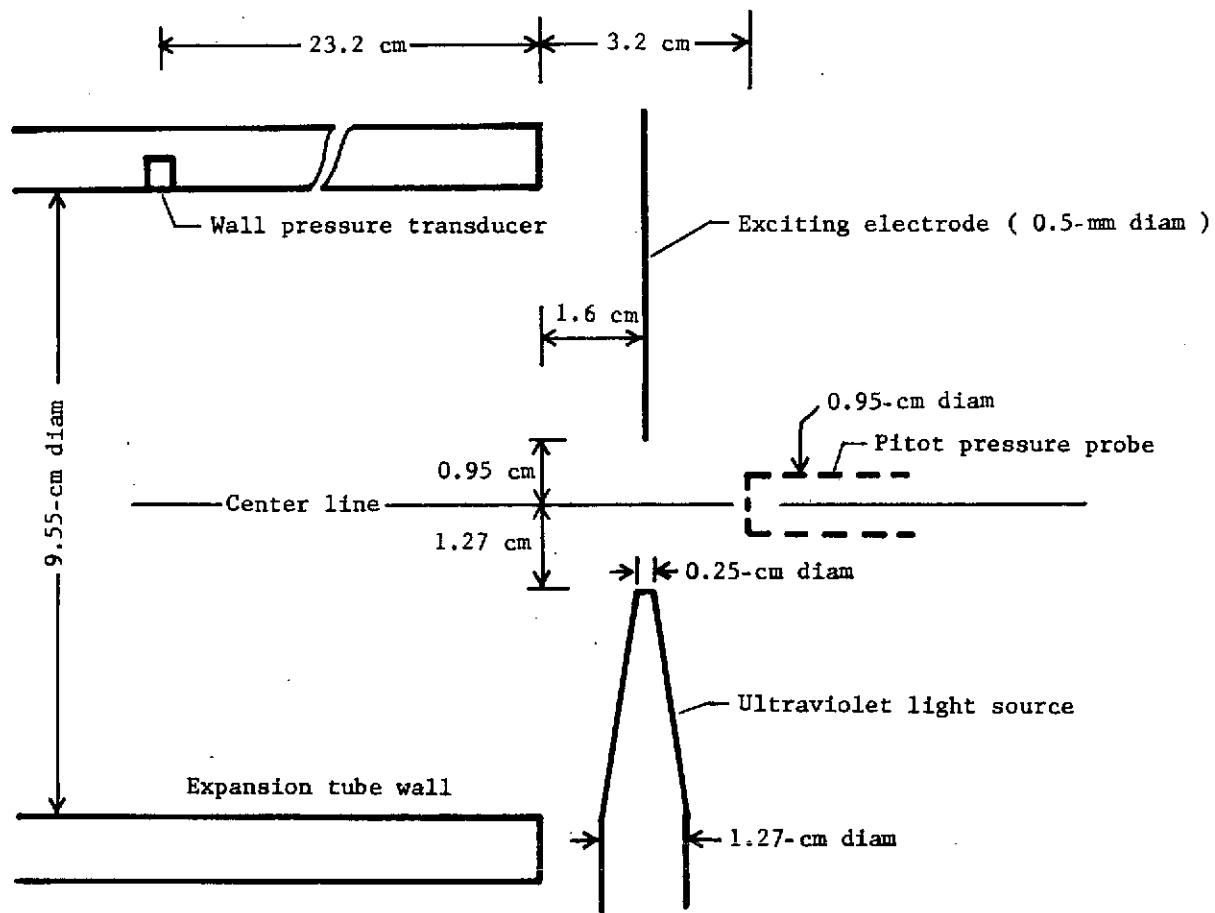 23.2 cm
3.2 cm
Wall pressure transducer
Exciting electrode ( 0.5-mm diam )
1.6 cm
9.55-cm diam
0.95-cm diam
Pitot pressure probe
0.95 cm
Center line
1.27 cm
0.25-cm diam
Ultraviolet light source
Expansion tube wall
1.27-cm diam